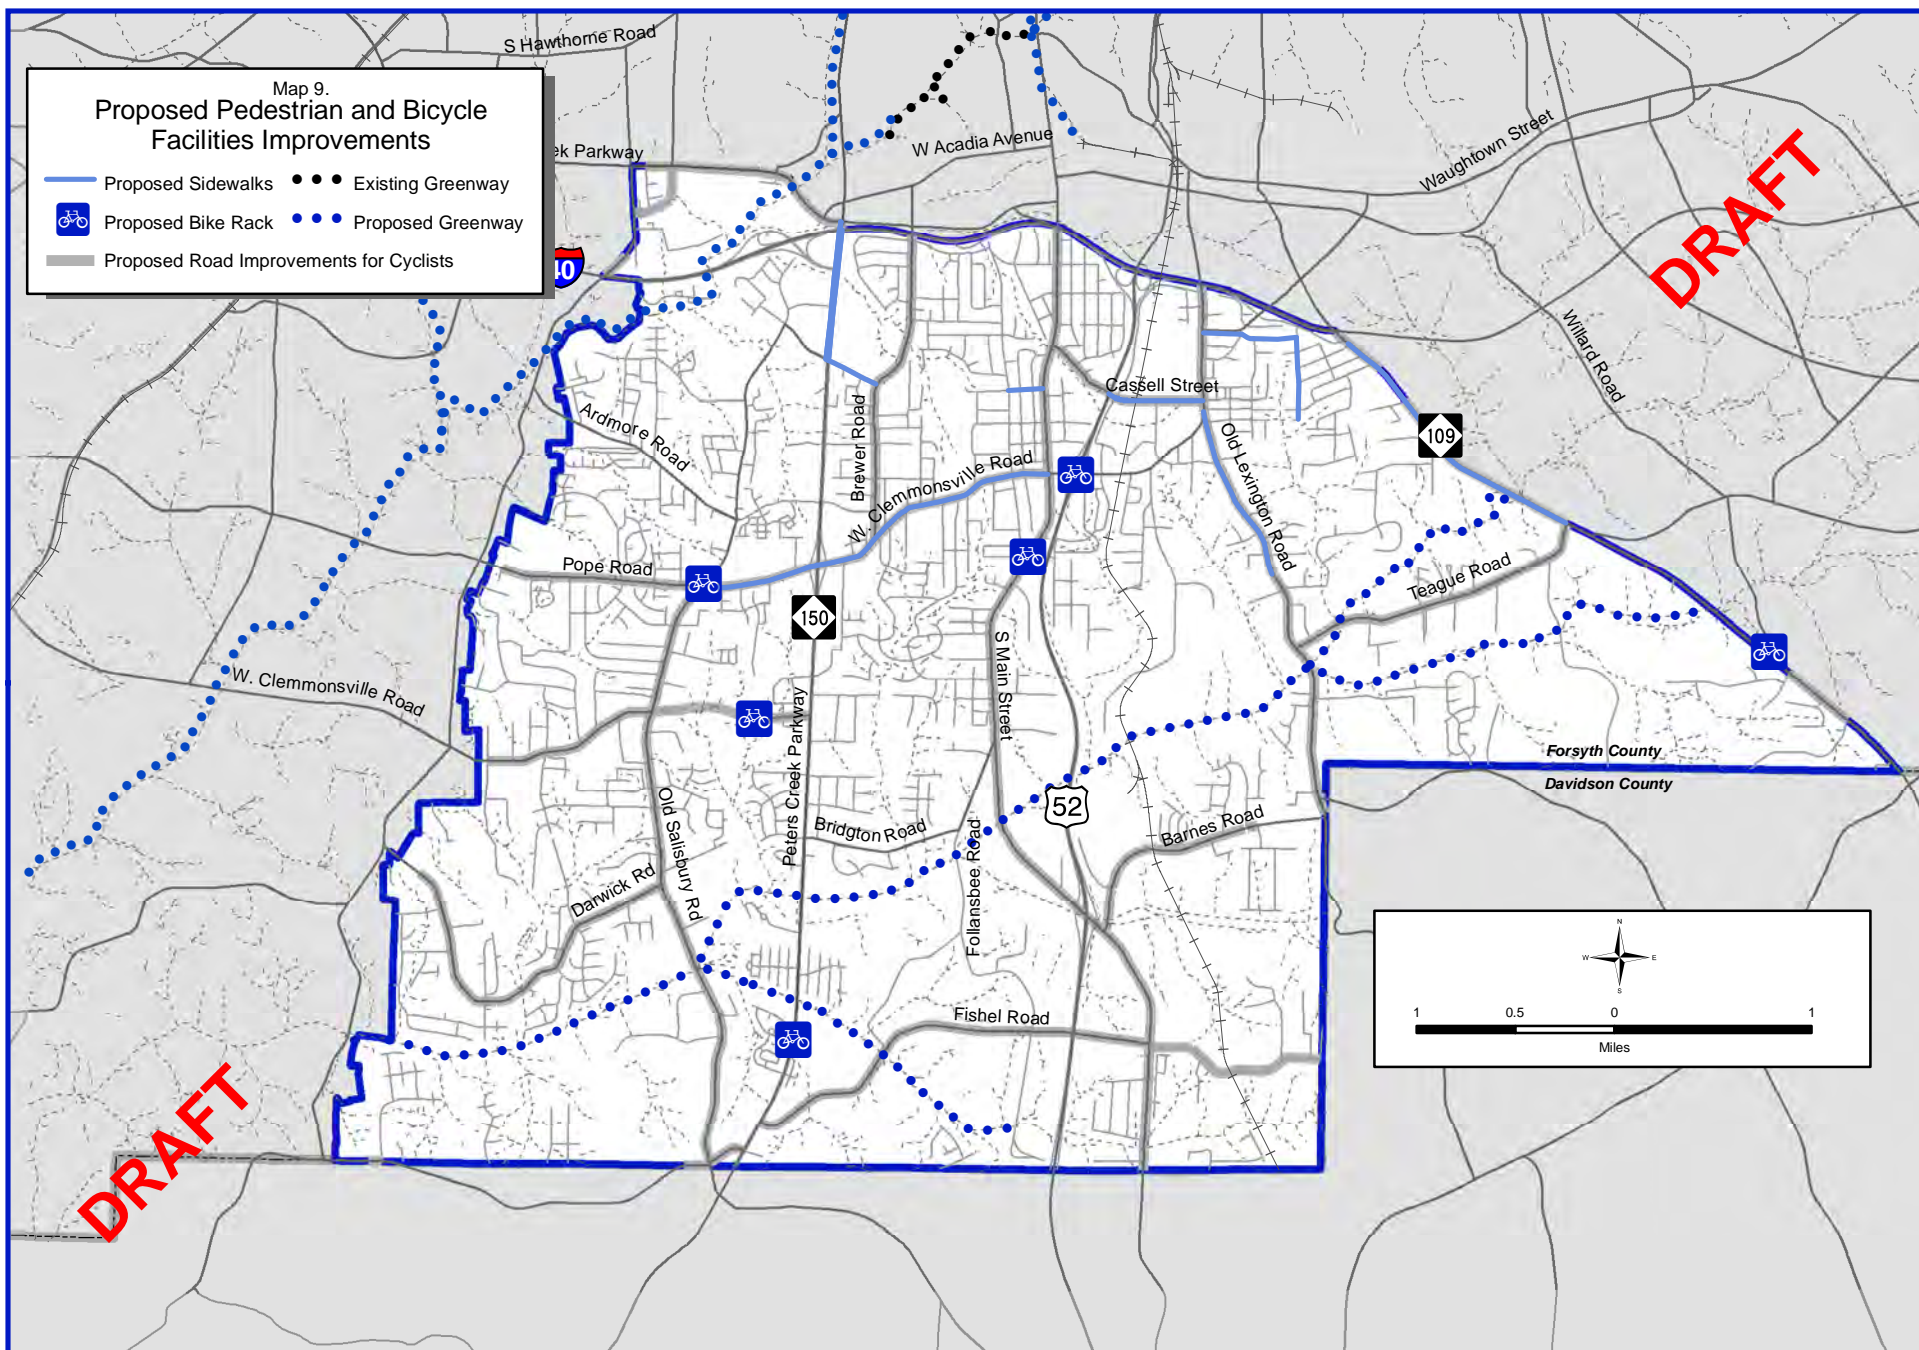 S Hawthorne Road
Map 9.
Proposed Pedestrian and Bicycle
Facilities Improvements
Proposed Sidewalks
Existing Greenway
Proposed Bike Rack
Proposed Greenway
Proposed Road Improvements for Cyclists
ek Parkway
40
W Acadia Avenue
Waughtown Street
DRAFT
Willard Road
Cassell Street
Ardmore Road
Brewer Road
109
Old Lexington Road
W. Clemmonsville Road
Pope Road
Teague Road
150
S Main Street
W. Clemmonsville Road
Peters Creek Parkway
Forsyth County
Davidson County
52
Old Salisbury Rd
Bridgton Road
Barnes Road
Follansbee Road
Darwick Rd
Fishel Road
N
W E
S
1 0.5 0 1
Miles
DRAFT